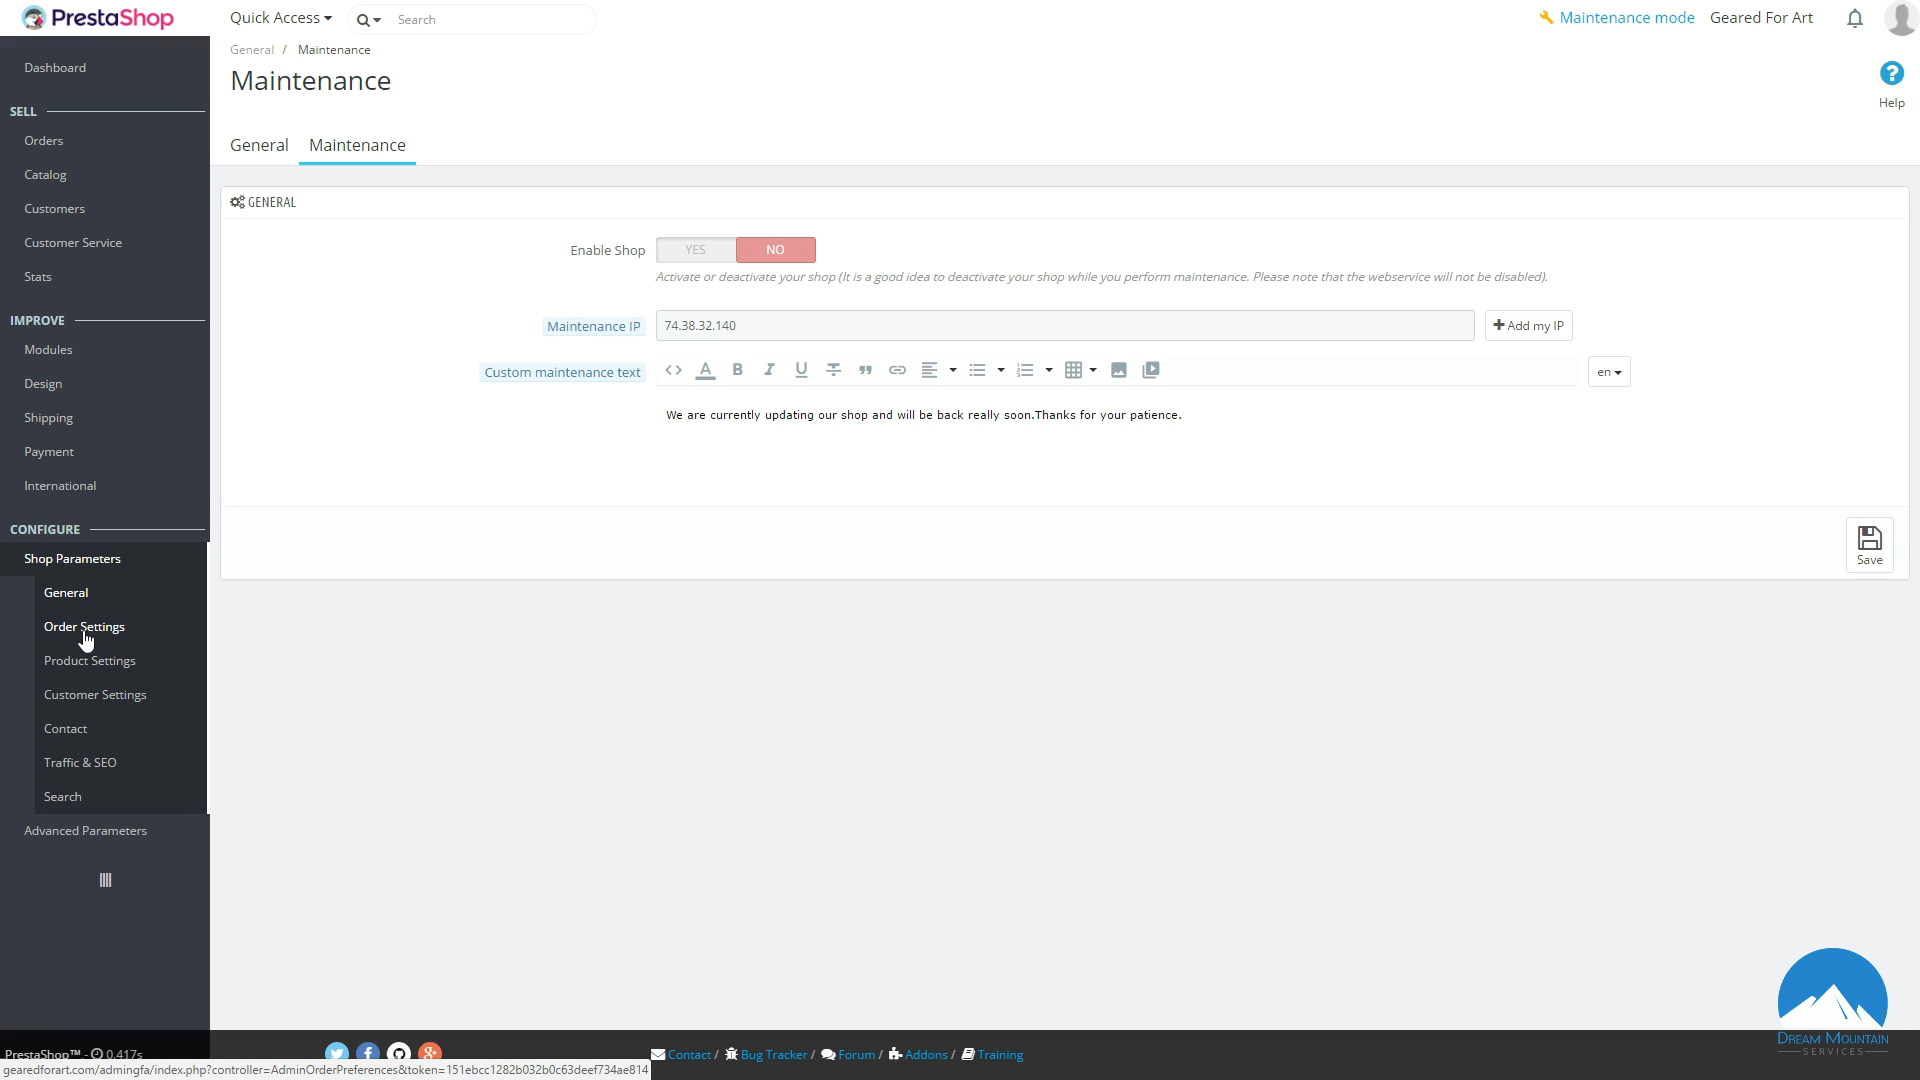 PrestaShop
Quick Access
Search
Maintenance mode
Geared For Art
General / Maintenance
Maintenance
Help
General
Maintenance
Dashboard
SELL
Orders
Catalog
Customers
Customer Service
Stats
IMPROVE
Modules
Design
Shipping
Payment
International
CONFIGURE
Shop Parameters
General
Order Settings
Product Settings
Customer Settings
Contact
Traffic & SEO
Search
Advanced Parameters
GENERAL
Enable Shop
YES
NO
Activate or deactivate your shop (It is a good idea to deactivate your shop while you perform maintenance. Please note that the webservice will not be disabled).
Maintenance IP
74.38.32.140
Add my IP
Custom maintenance text
en
We are currently updating our shop and will be back really soon.Thanks for your patience.
Save
DREAM MOUNTAIN
SERVICES
PrestaShop™ - 0.417s
Contact / Bug Tracker / Forum / Addons / Training
gearedforart.com/admingfa/index.php?controller=AdminOrderPreferences&token=151ebcc1282b032b0c63deef734ae814